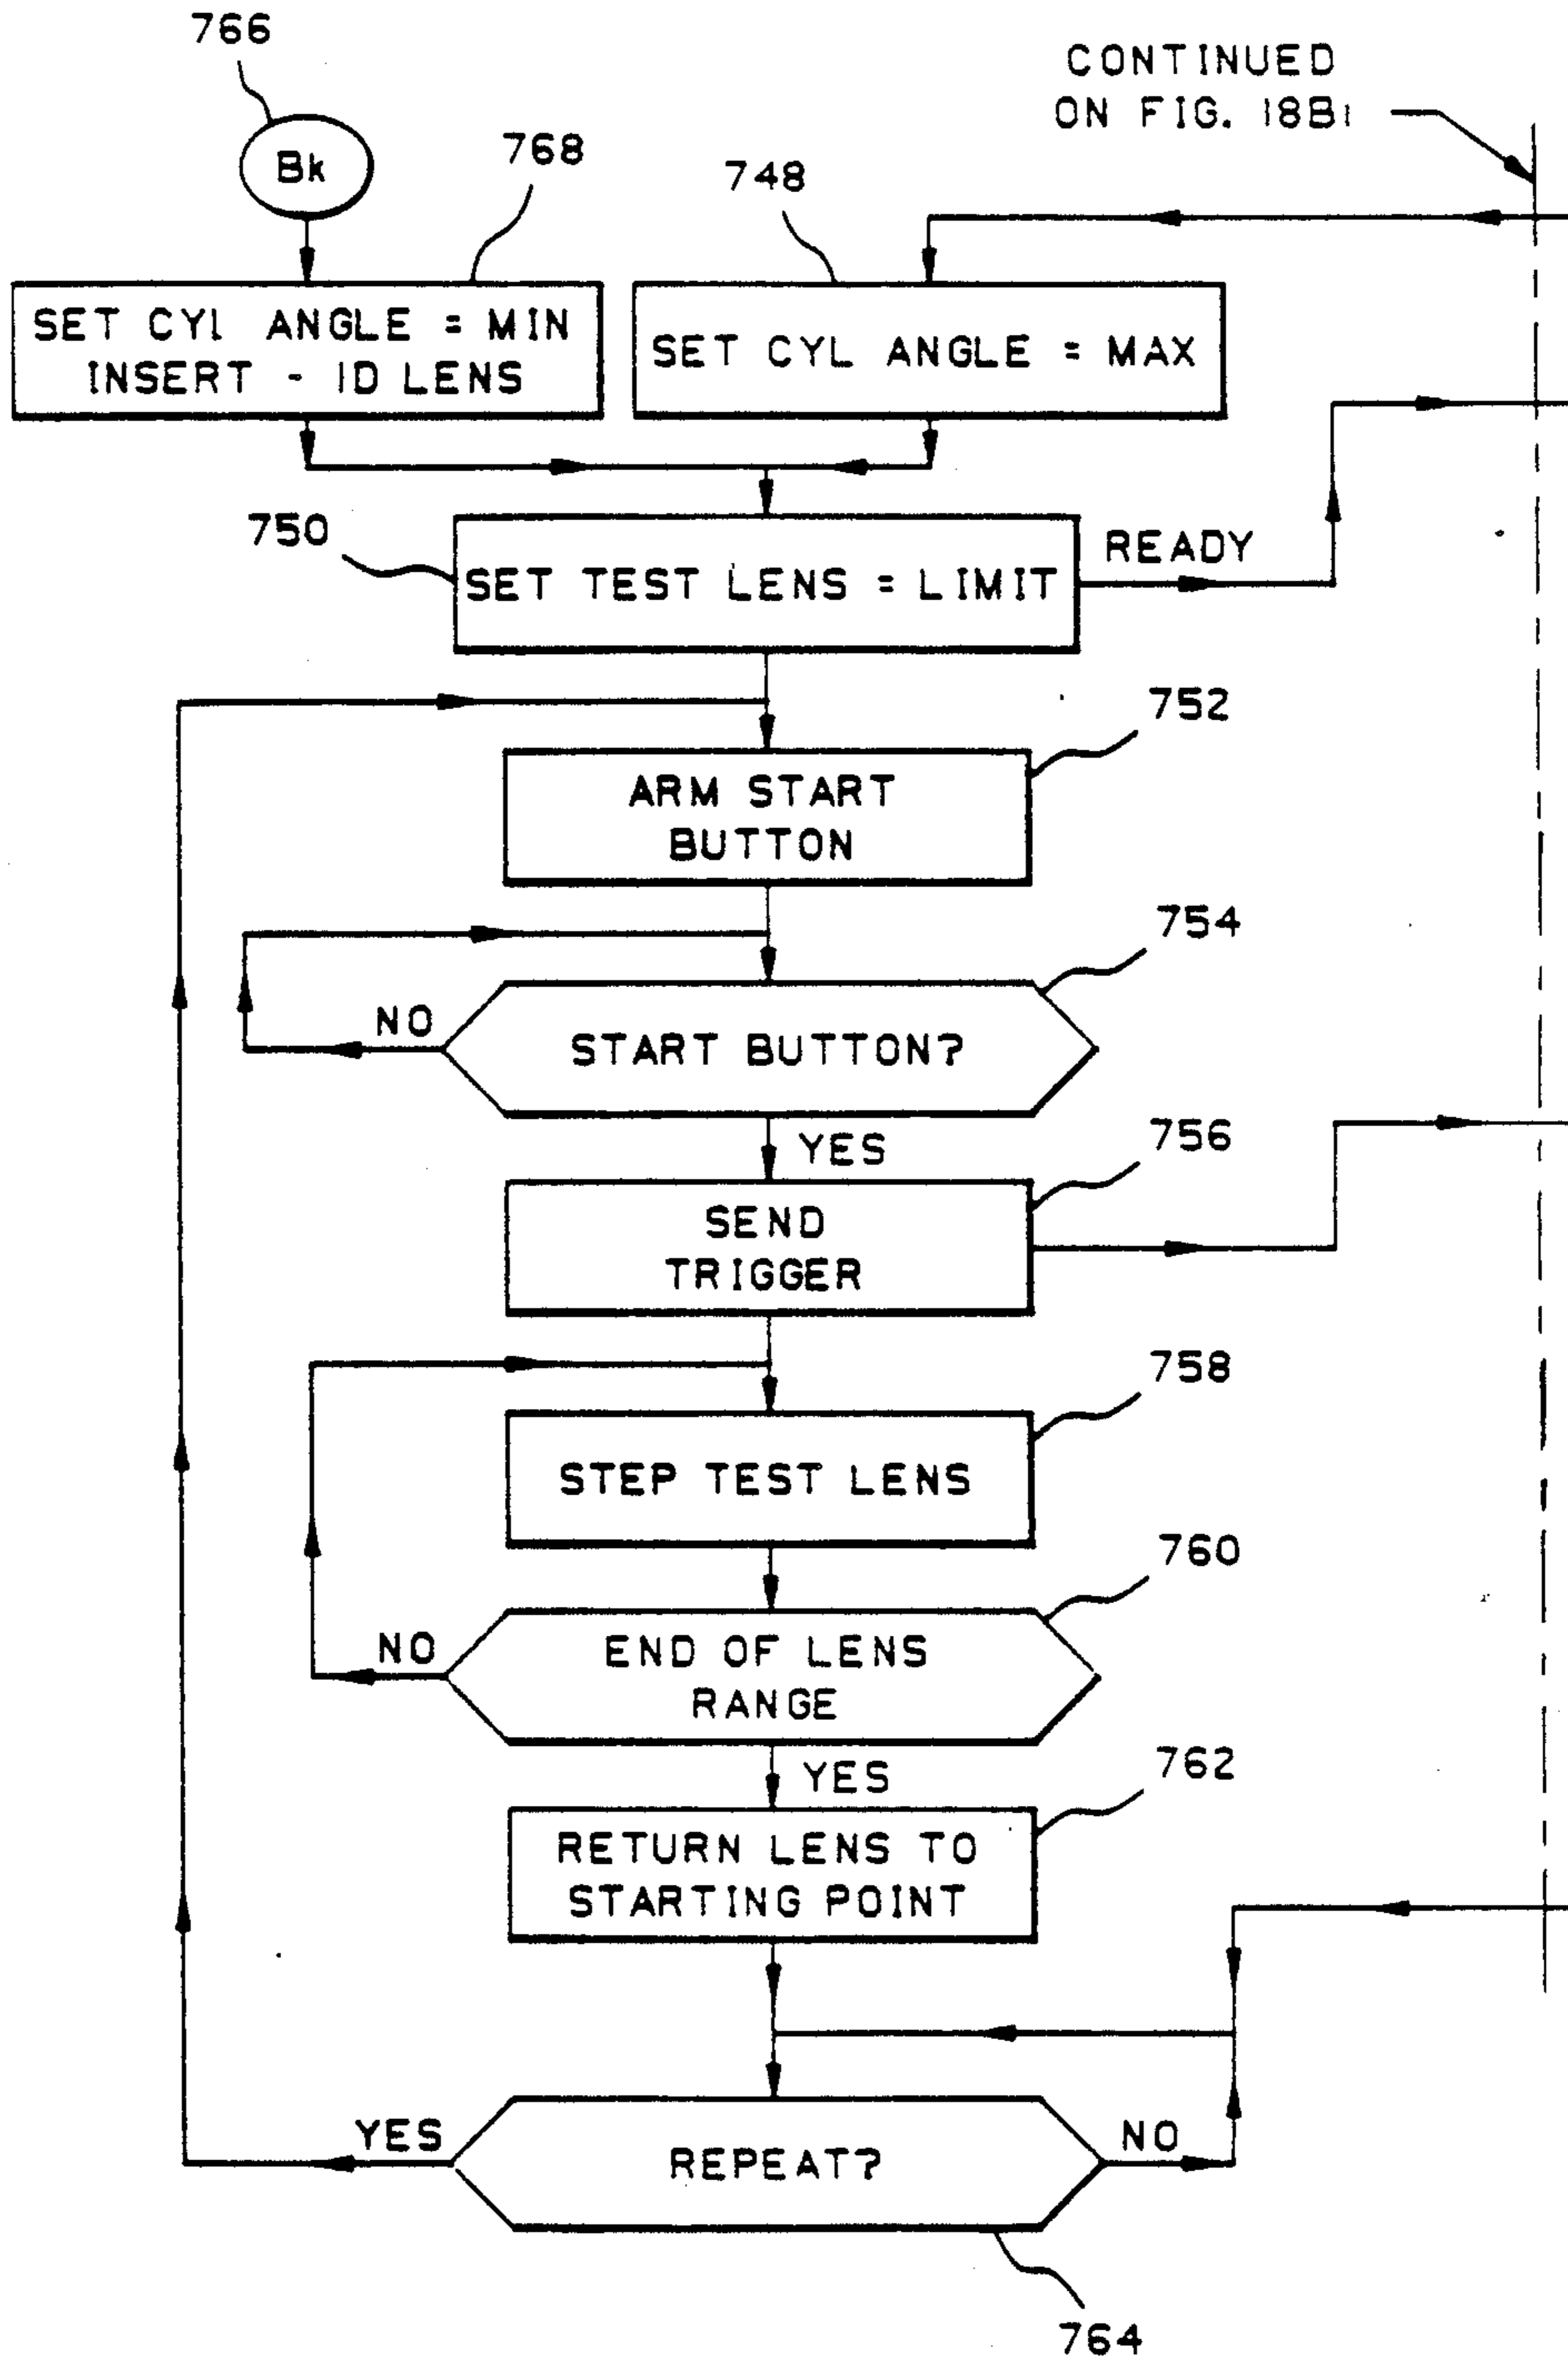 766
CONTINUED
ON FIG. 18B1
Bk
768
748
SET CYL ANGLE = MIN
INSERT - 1D LENS
SET CYL ANGLE = MAX
750
READY
SET TEST LENS = LIMIT
752
ARM START
BUTTON
754
NO
START BUTTON?
YES
756
SEND
TRIGGER
758
STEP TEST LENS
760
NO
END OF LENS
RANGE
YES
762
RETURN LENS TO
STARTING POINT
YES
NO
REPEAT?
764